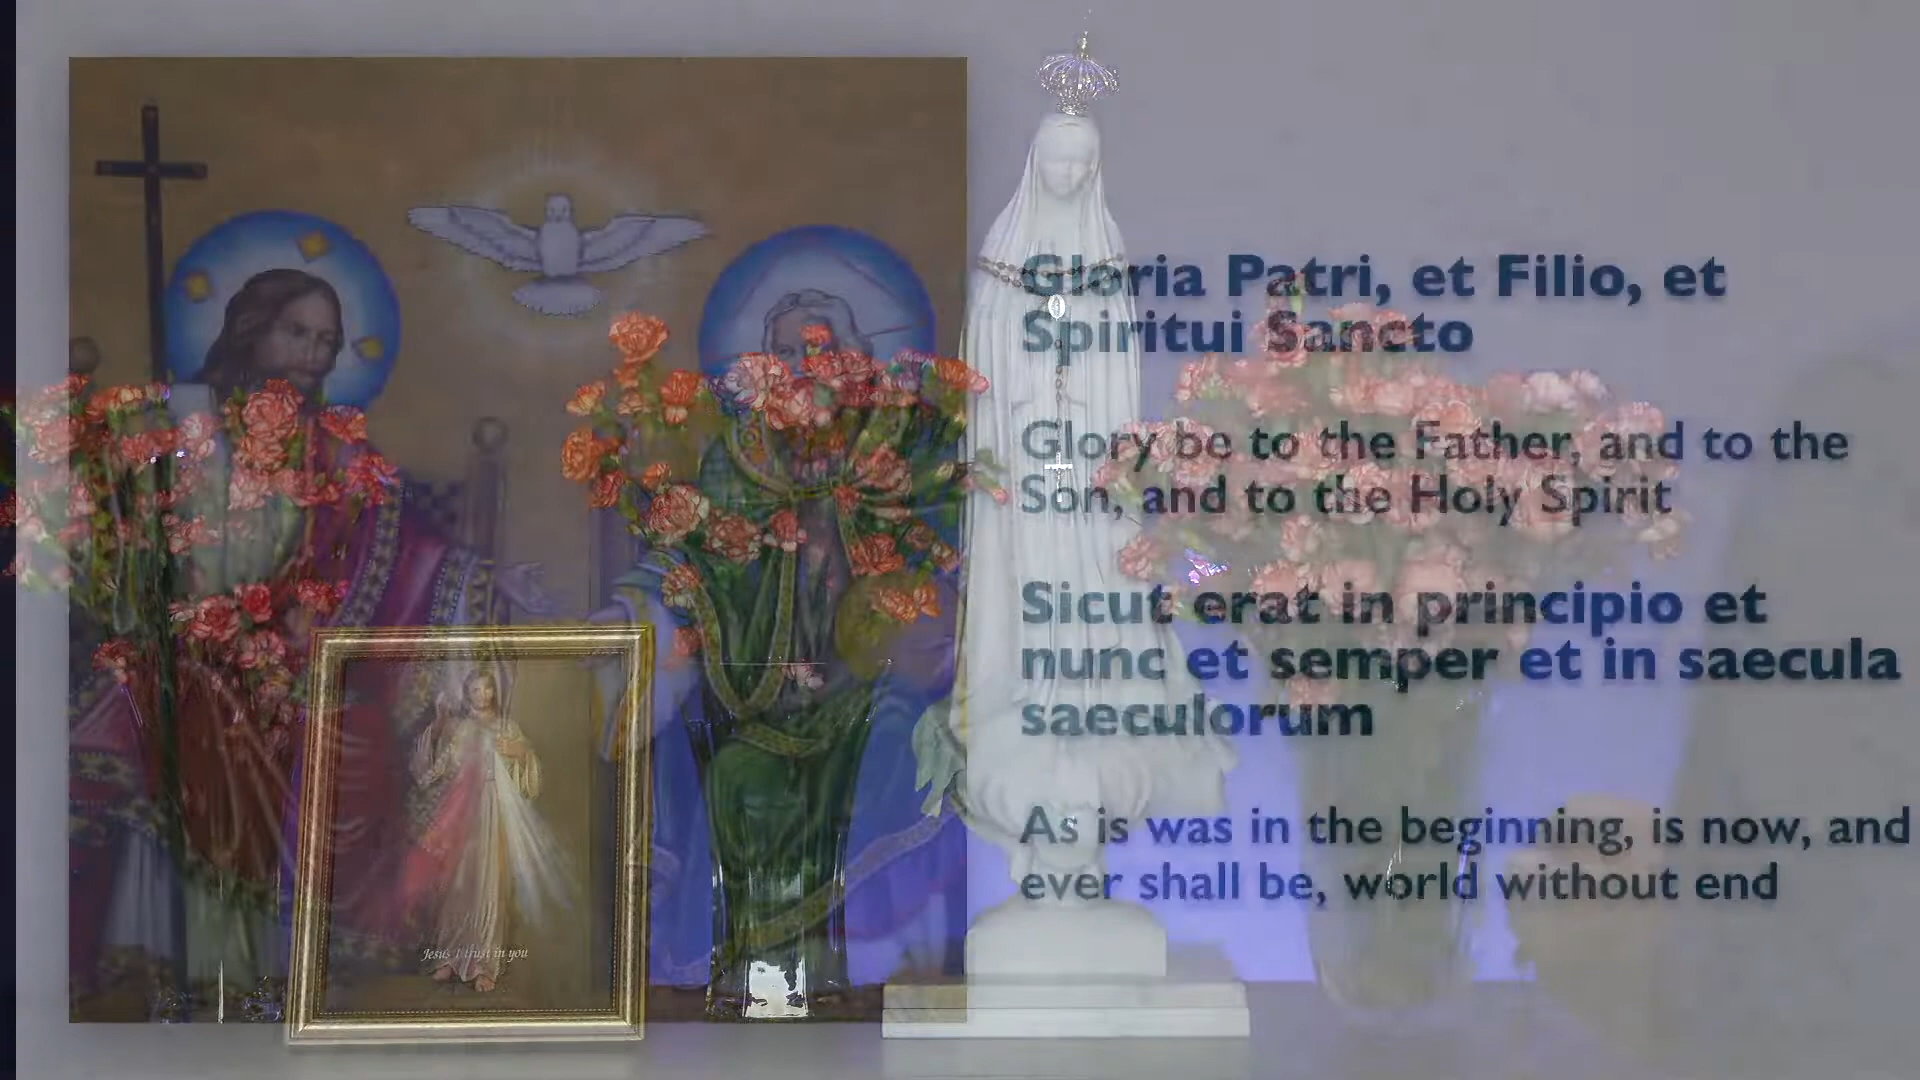 Gloria Patri, et Filio, et
Spiritui Sancto
Glory be to the Father, and to the
Son, and to the Holy Spirit
Sicut erat in principio et
nunc et semper et in saecula
saeculorum
As is was in the beginning, is now, and
ever shall be, world without end
Jesus I trust in you